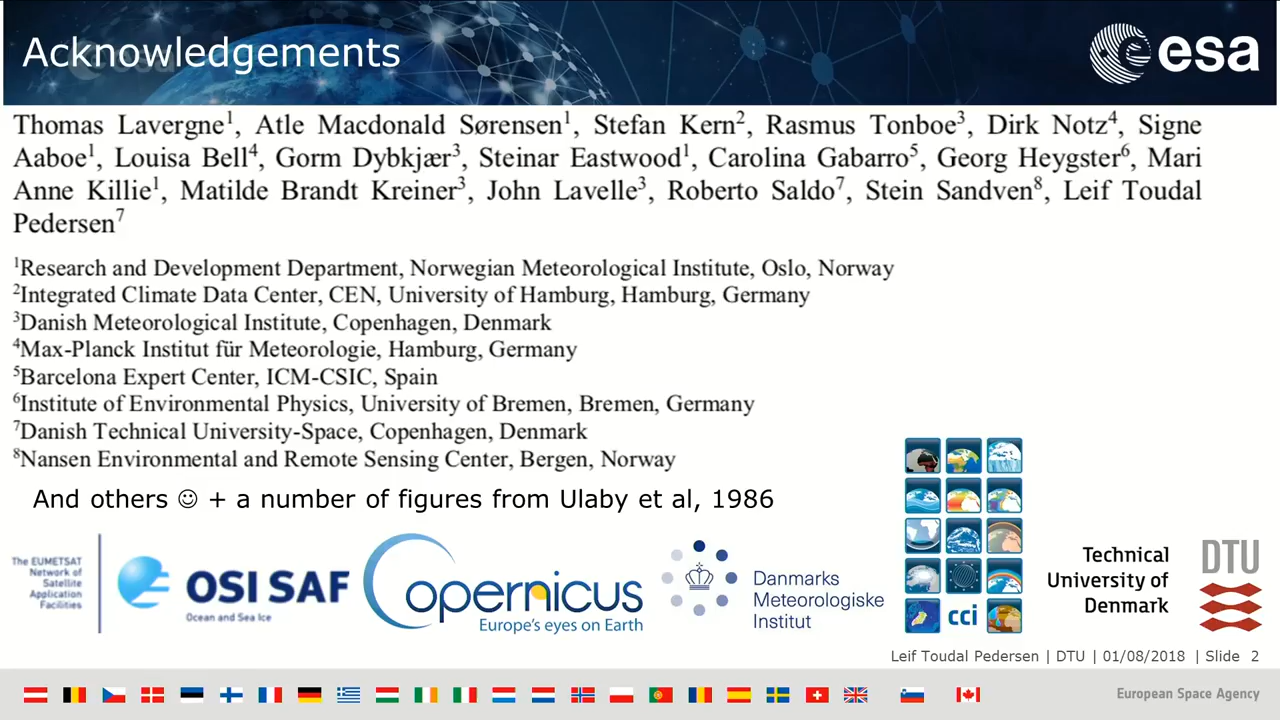 Acknowledgements
esa
Thomas Lavergne¹, Atle Macdonald Sørensen¹, Stefan Kern², Rasmus Tonboe³, Dirk Notz⁴, Signe
Aaboe¹, Louisa Bell⁴, Gorm Dybkjær³, Steinar Eastwood¹, Carolina Gabarro⁵, Georg Heygster⁶, Mari
Anne Killie¹, Matilde Brandt Kreiner³, John Lavelle³, Roberto Saldo⁷, Stein Sandven⁸, Leif Toudal
Pedersen⁷
¹Research and Development Department, Norwegian Meteorological Institute, Oslo, Norway
²Integrated Climate Data Center, CEN, University of Hamburg, Hamburg, Germany
³Danish Meteorological Institute, Copenhagen, Denmark
⁴Max-Planck Institut für Meteorologie, Hamburg, Germany
⁵Barcelona Expert Center, ICM-CSIC, Spain
⁶Institute of Environmental Physics, University of Bremen, Bremen, Germany
⁷Danish Technical University-Space, Copenhagen, Denmark
⁸Nansen Environmental and Remote Sensing Center, Bergen, Norway
And others ☺ + a number of figures from Ulaby et al, 1986
The EUMETSAT
Network of
Satellite
Application
Facilities
OSI SAF
Ocean and Sea Ice
Copernicus
Europe's eyes on Earth
Danmarks
Meteorologiske
Institut
cci
Technical
University of
Denmark
DTU
Leif Toudal Pedersen | DTU | 01/08/2018 | Slide 2
European Space Agency